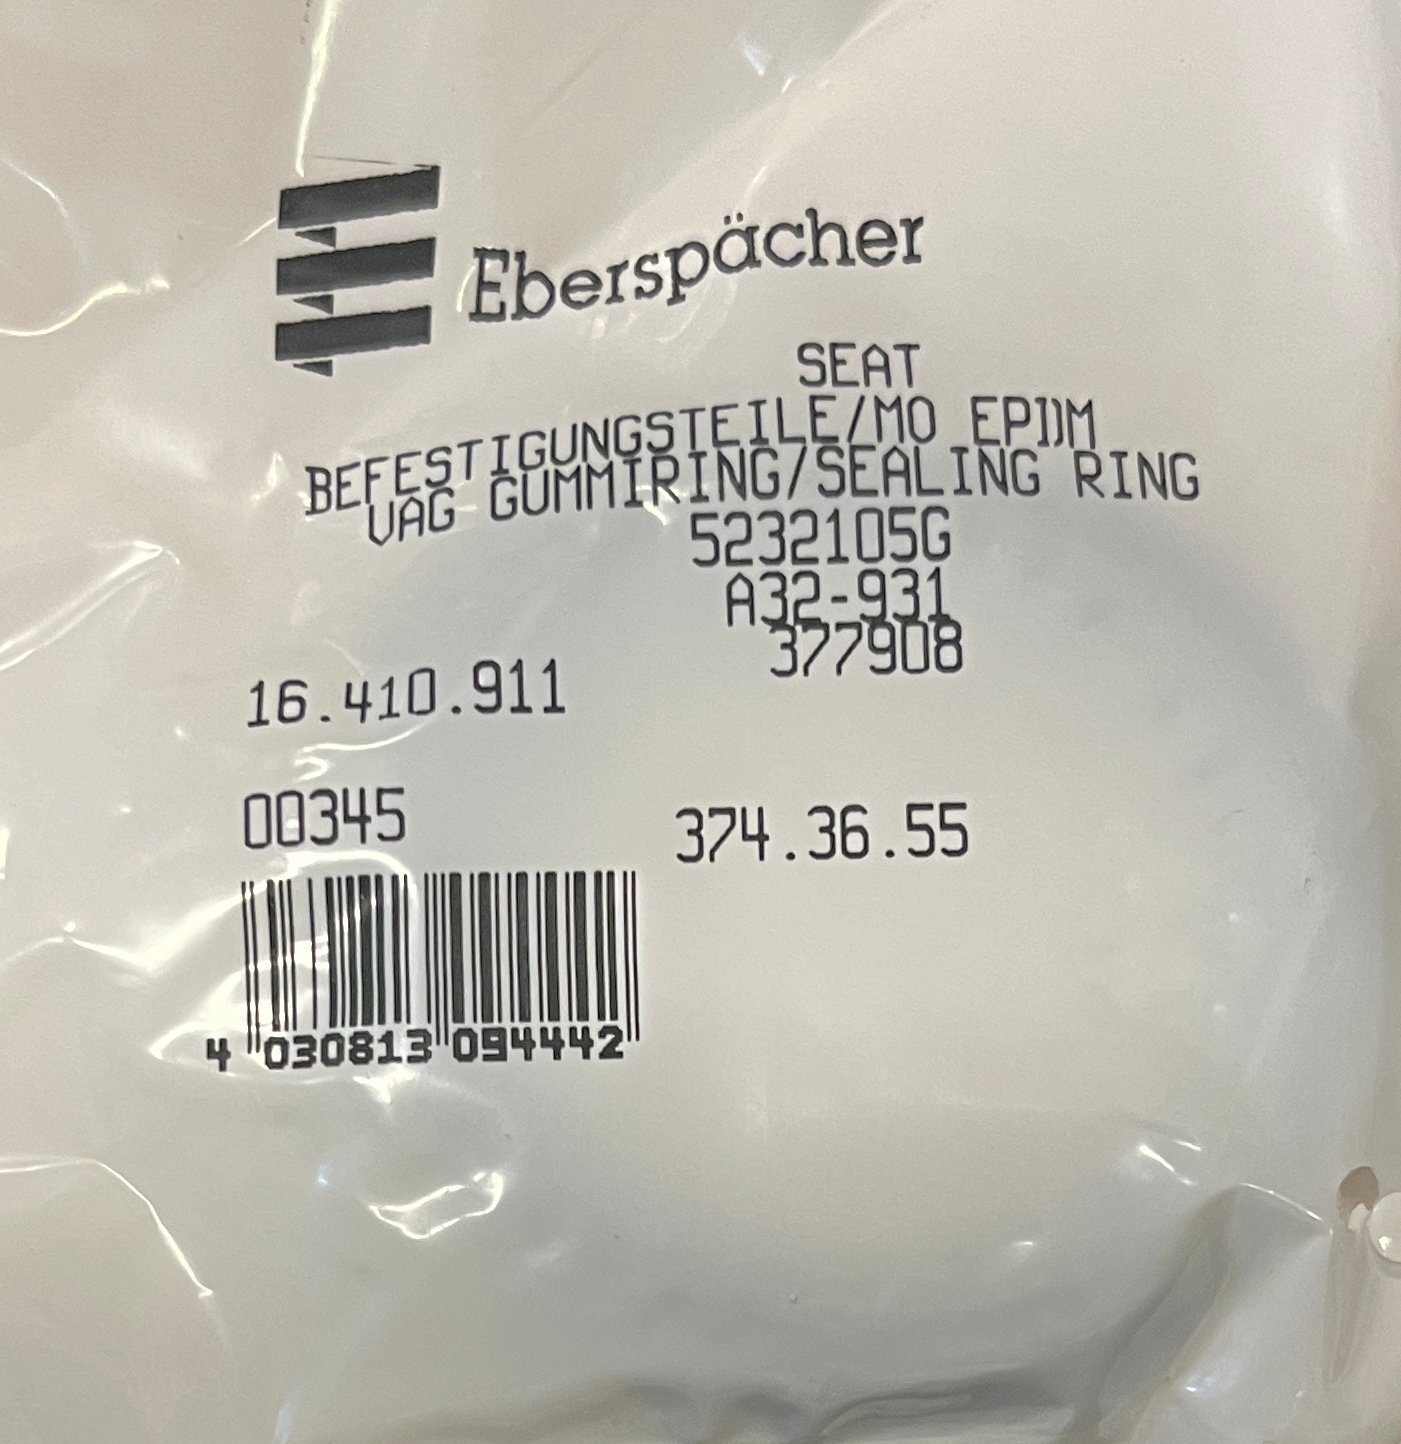 Eberspächer
SEAT
BEFESTIGUNGSTEILE/MO EPDM
VAG GUMMIRING/SEALING RING
5232105G
A32-931
377908
16.410.911
00345
374.36.55
4 030813 094442